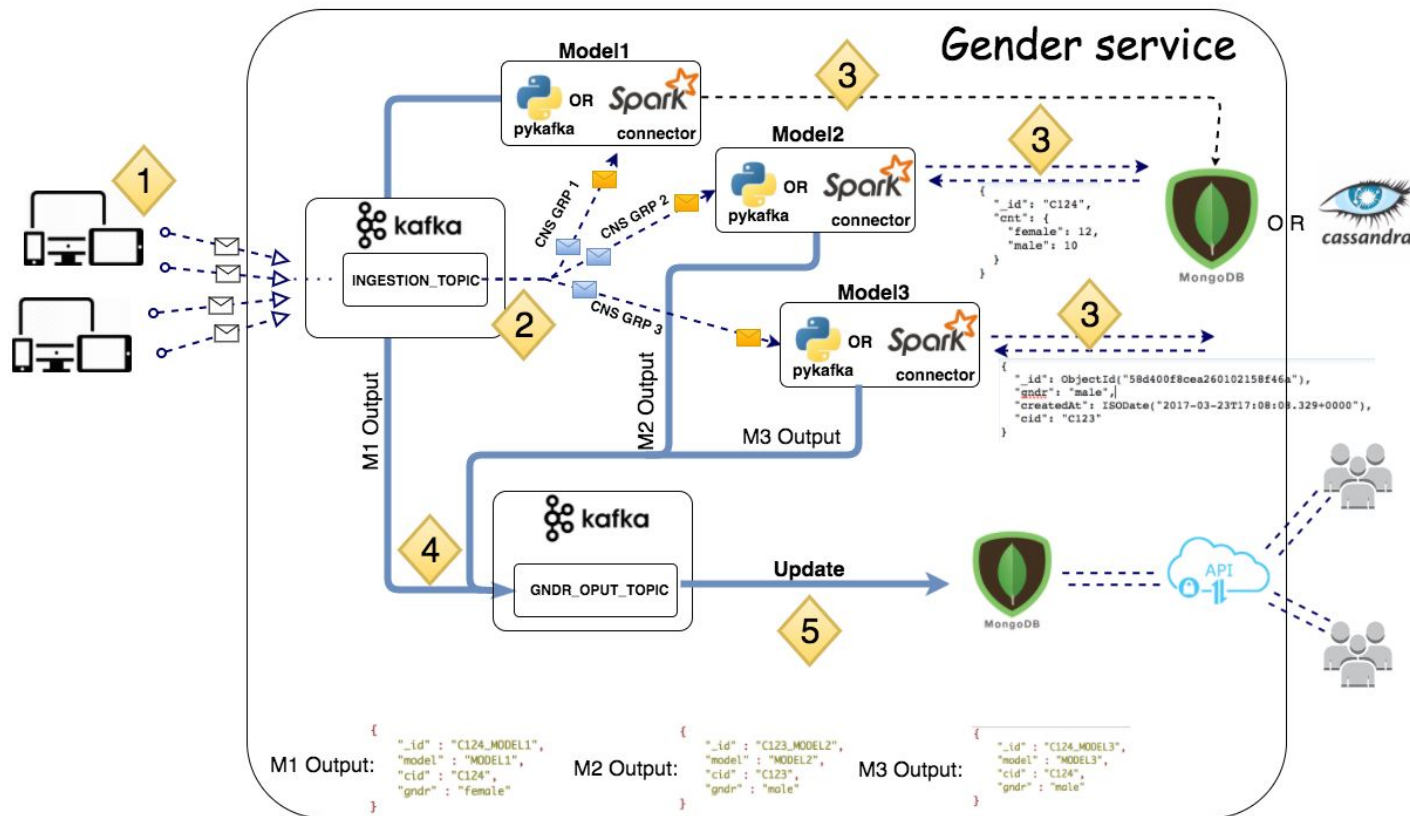 Gender service
Model1
OR
Spark
pykafka
connector
3
Model2
OR
Spark
pykafka
connector
3
1
CNS GRP 1
CNS GRP 2
CNS GRP 3
kafka
INGESTION_TOPIC
2
{
"_id": "C124",
"cnt": {
"female": 12,
"male": 10
}
}
MongoDB
OR
cassandra
Model3
OR
Spark
pykafka
connector
3
{
"_id": ObjectId("58d400f8cea260102158f46a"),
"gndr": "male",
"createdAt": ISODate("2017-03-23T17:08:08.329+0000"),
"cid": "C123"
}
M1 Output
M2 Output
M3 Output
kafka
4
GNDR_OPUT_TOPIC
Update
5
MongoDB
API
M1 Output:
{
"_id" : "C124_MODEL1",
"model" : "MODEL1",
"cid" : "C124",
"gndr" : "female"
}
M2 Output:
{
"_id" : "C123_MODEL2",
"model" : "MODEL2",
"cid" : "C123",
"gndr" : "male"
}
M3 Output:
{
"_id" : "C124_MODEL3",
"model" : "MODEL3",
"cid" : "C124",
"gndr" : "male"
}